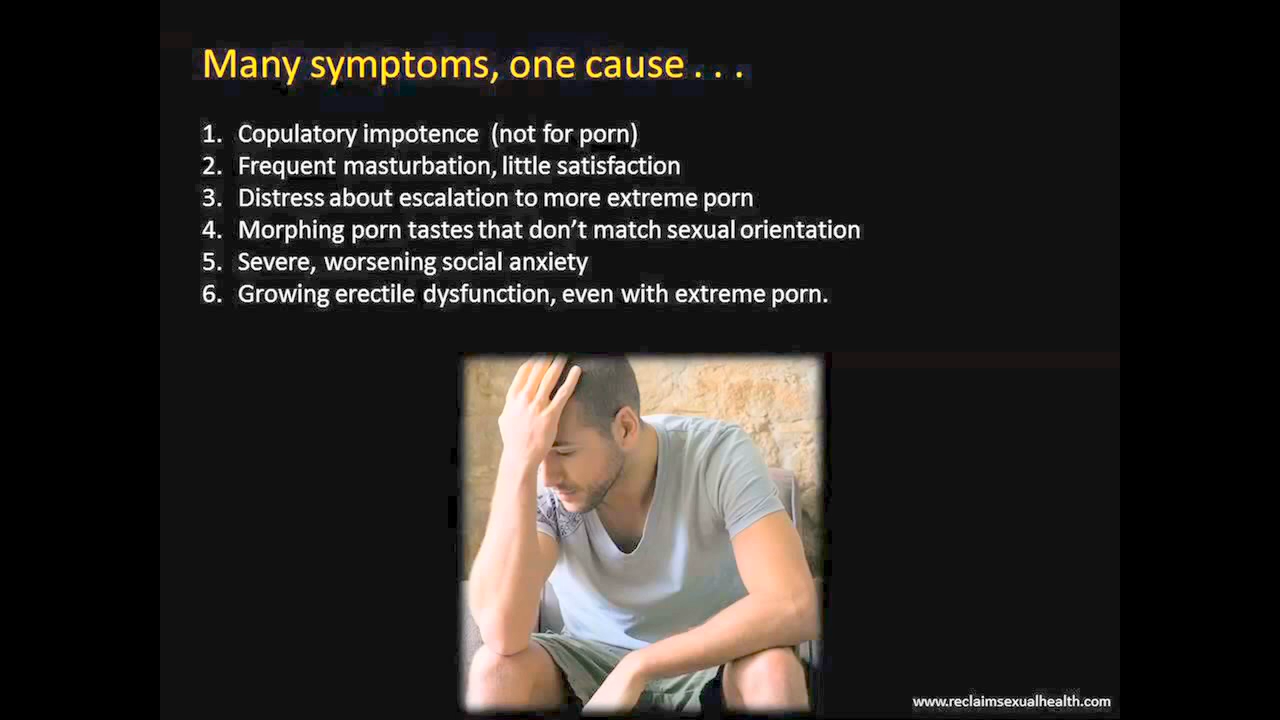 Many symptoms, one cause . . .
1. Copulatory impotence (not for porn)
2. Frequent masturbation, little satisfaction
3. Distress about escalation to more extreme porn
4. Morphing porn tastes that don't match sexual orientation
5. Severe, worsening social anxiety
6. Growing erectile dysfunction, even with extreme porn.
www.reclaimsexualhealth.com